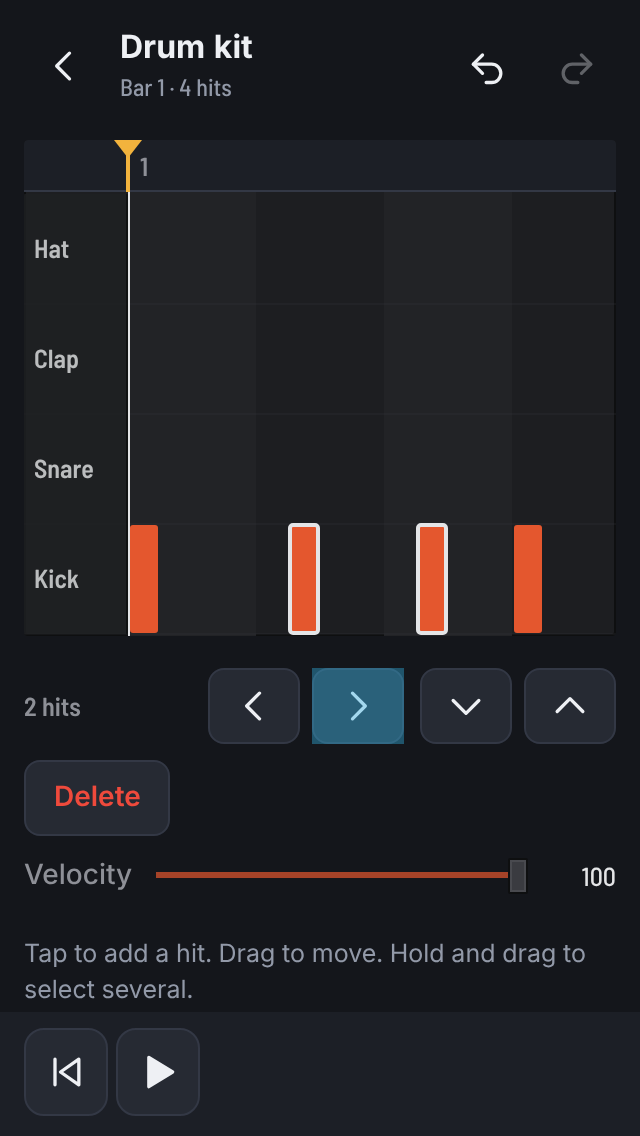 Drum kit
Bar 1 · 4 hits
1
Hat
Clap
Snare
Kick
2 hits
Delete
Velocity 100
Tap to add a hit. Drag to move. Hold and drag to
select several.